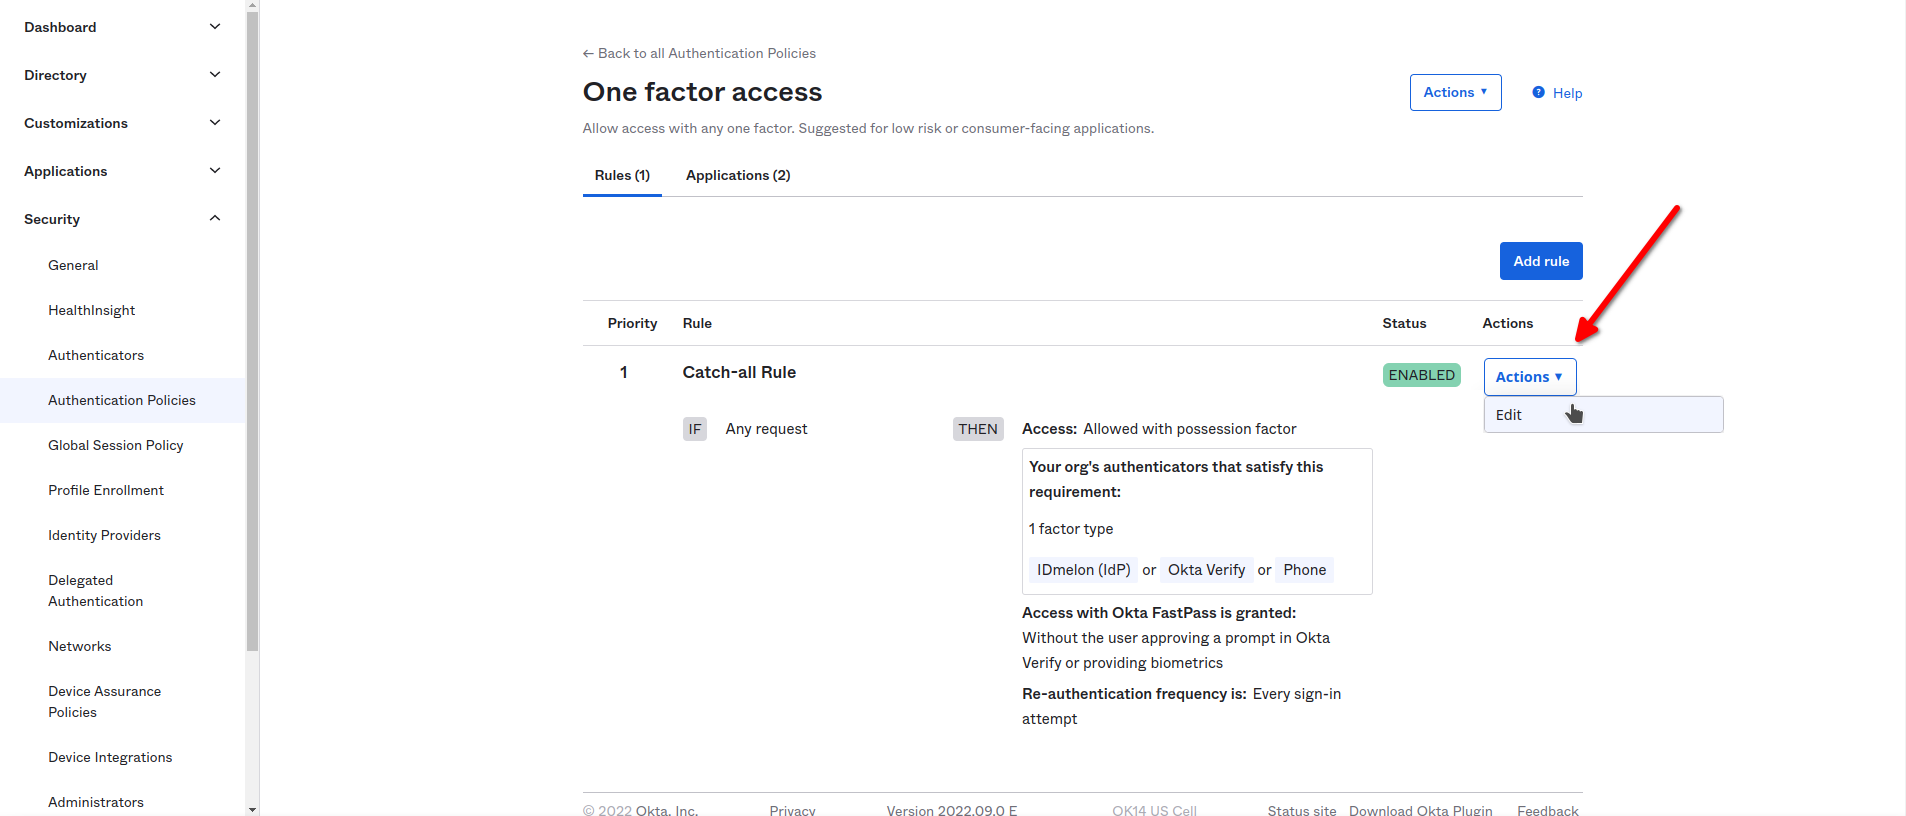 Dashboard
Directory
Customizations
Applications
Security
General
HealthInsight
Authenticators
Authentication Policies
Global Session Policy
Profile Enrollment
Identity Providers
Delegated
Authentication
Networks
Device Assurance
Policies
Device Integrations
Administrators
← Back to all Authentication Policies
One factor access
Actions ▼
? Help
Allow access with any one factor. Suggested for low risk or consumer-facing applications.
Rules (1) Applications (2)
Add rule
Priority Rule Status Actions
1 Catch-all Rule ENABLED Actions ▼
Edit
IF Any request THEN Access: Allowed with possession factor
Your org's authenticators that satisfy this
requirement:
1 factor type
IDmelon (IdP) or Okta Verify or Phone
Access with Okta FastPass is granted:
Without the user approving a prompt in Okta
Verify or providing biometrics
Re-authentication frequency is: Every sign-in
attempt
© 2022 Okta, Inc. Privacy Version 2022.09.0 E OK14 US Cell Status site Download Okta Plugin Feedback